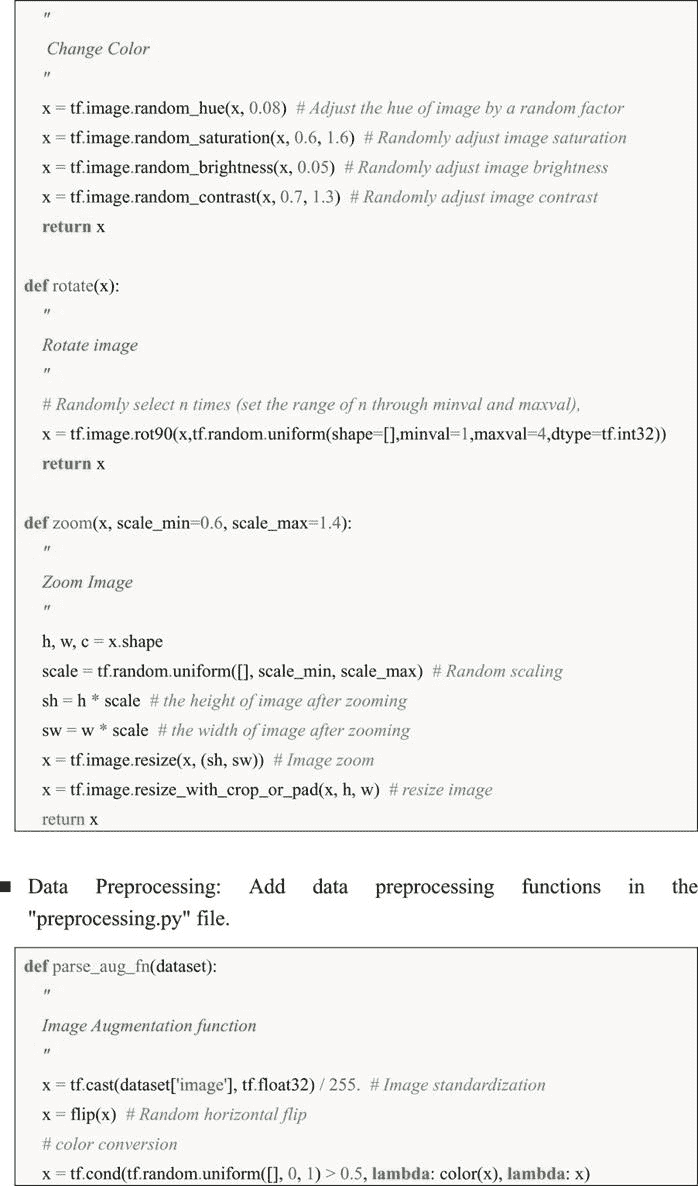 "
Change Color
"
x = tf.image.random_hue(x, 0.08)  # Adjust the hue of image by a random factor
x = tf.image.random_saturation(x, 0.6, 1.6)  # Randomly adjust image saturation
x = tf.image.random_brightness(x, 0.05)  # Randomly adjust image brightness
x = tf.image.random_contrast(x, 0.7, 1.3)  # Randomly adjust image contrast
return x
def rotate(x):
"
Rotate image
"
# Randomly select n times (set the range of n through minval and maxval),
x = tf.image.rot90(x,tf.random.uniform(shape=[],minval=1,maxval=4,dtype=tf.int32))
return x
def zoom(x, scale_min=0.6, scale_max=1.4):
"
Zoom Image
"
h, w, c = x.shape
scale = tf.random.uniform([], scale_min, scale_max)  # Random scaling
sh = h * scale  # the height of image after zooming
sw = w * scale  # the width of image after zooming
x = tf.image.resize(x, (sh, sw))  # Image zoom
x = tf.image.resize_with_crop_or_pad(x, h, w)  # resize image
return x
■ Data Preprocessing: Add data preprocessing functions in the
"preprocessing.py" file.
def parse_aug_fn(dataset):
"
Image Augmentation function
"
x = tf.cast(dataset['image'], tf.float32) / 255.  # Image standardization
x = flip(x)  # Random horizontal flip
# color conversion
x = tf.cond(tf.random.uniform([], 0, 1) > 0.5, lambda: color(x), lambda: x)